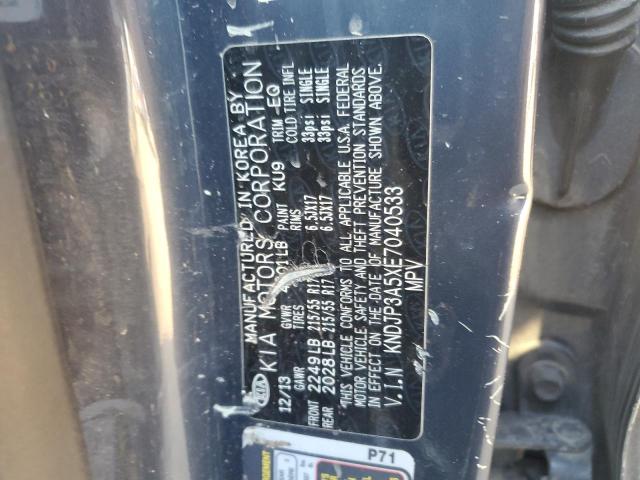 MANUFACTURED IN KOREA BY
KIA MOTORS CORPORATION
12/13 GVWR LB PAINT KU9 TRIM EQ
GAWR TIRES RIMS COLD TIRE INFL
FRONT 2249LB 215/55 R17 6.5JX17 33psi SINGLE
REAR 2028LB 215/55 R17 6.5JX17 33psi SINGLE
THIS VEHICLE CONFORMS TO ALL APPLICABLE U.S.A. FEDERAL
MOTOR VEHICLE SAFETY AND THEFT PREVENTION STANDARDS
IN EFFECT ON THE DATE OF MANUFACTURE SHOWN ABOVE.
V.I.N KNDJP3A5XE7040533
MPV
P71